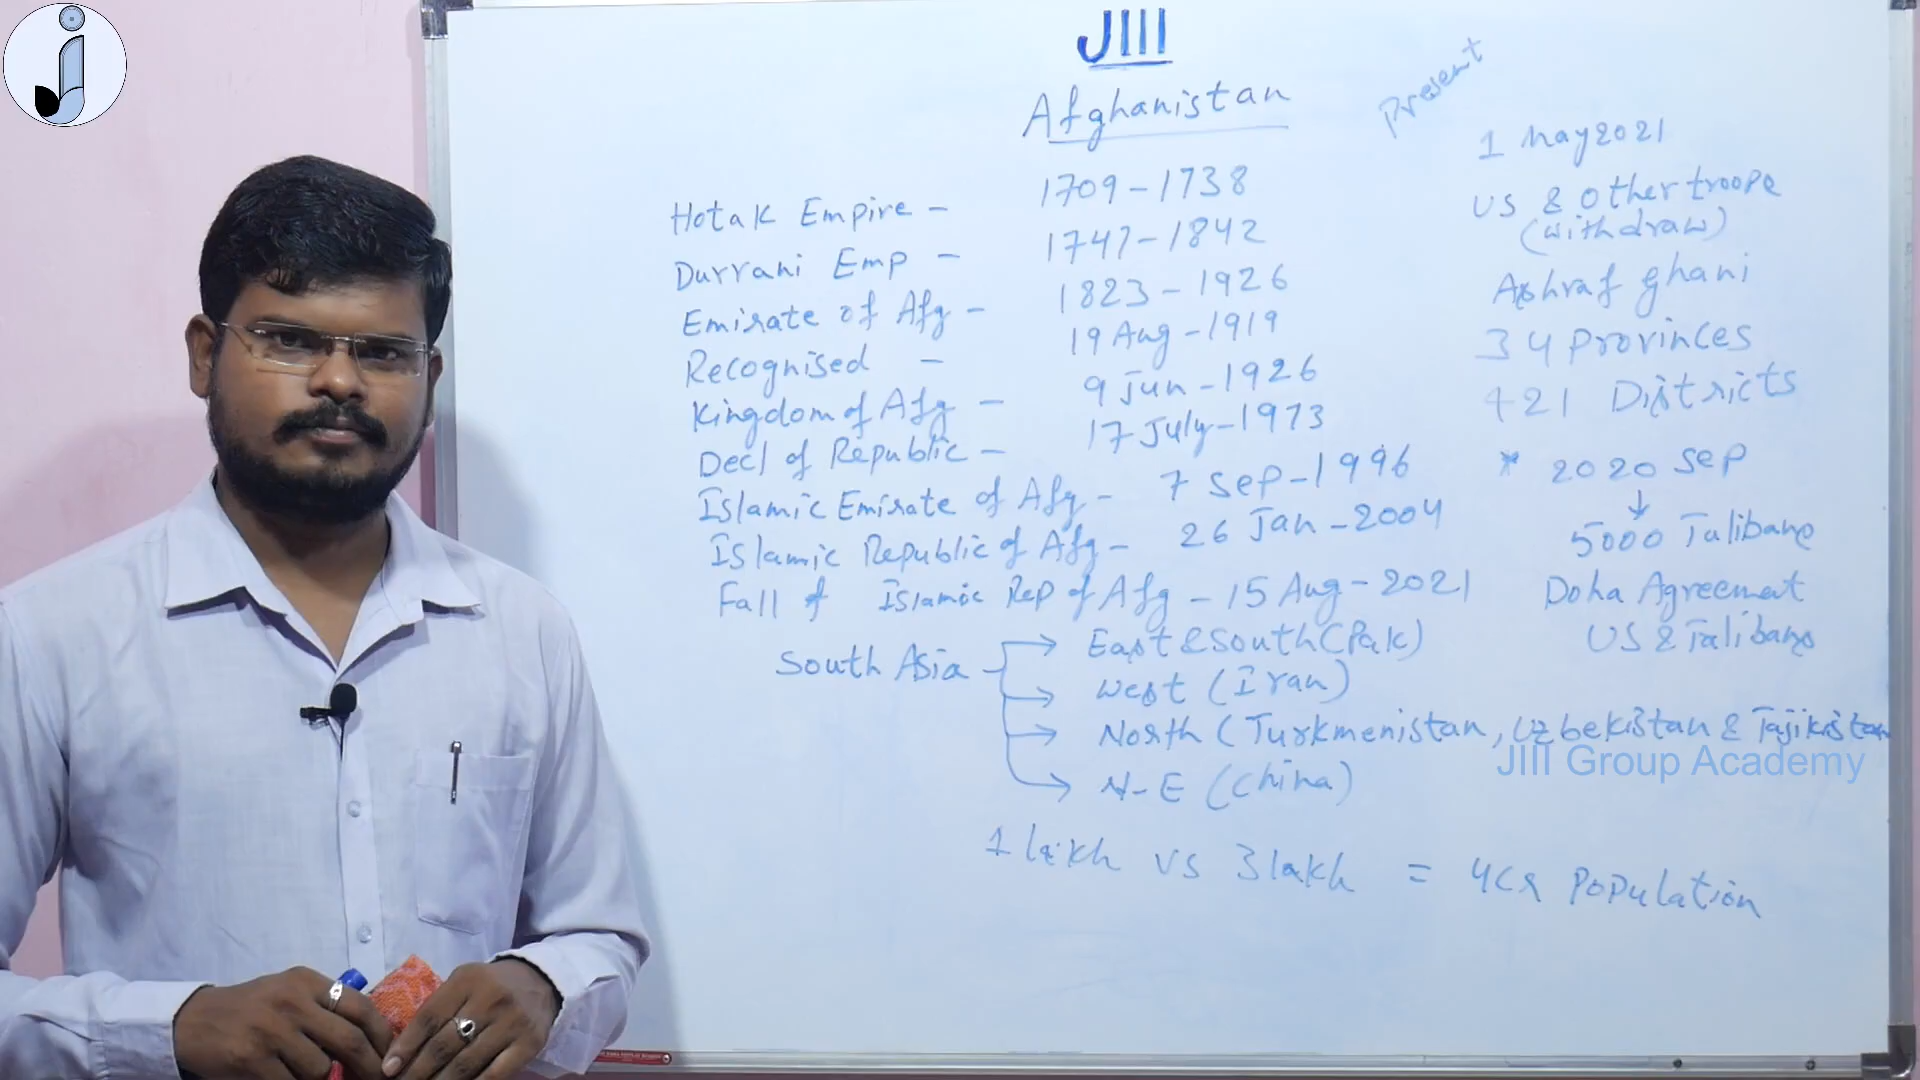 JIII
Afghanistan
Hotak Empire - 1709-1738
Durrani Emp - 1747-1842
Emirate of Afg - 1823-1926
Recognised - 19 Aug-1919
Kingdom of Afg - 9 Jun-1926
Decl of Republic - 17 July-1973
Islamic Emirate of Afg - 7 Sep-1996
Islamic Republic of Afg - 26 Jan-2004
Fall of Islamic Rep of Afg - 15 Aug-2021
South Asia
East & South (Pak)
West (Iran)
North (Turkmenistan, Uzbekistan & Tajikistan
N-E (China)
1 lakh vs 3 lakh = 4cr Population
Present
1 May 2021
US & other troops
(withdraw)
Ashraf ghani
34 Provinces
421 Districts
* 2020 Sep
↓
5000 Talibans
Doha Agreement
US & Talibans
JIII Group Academy